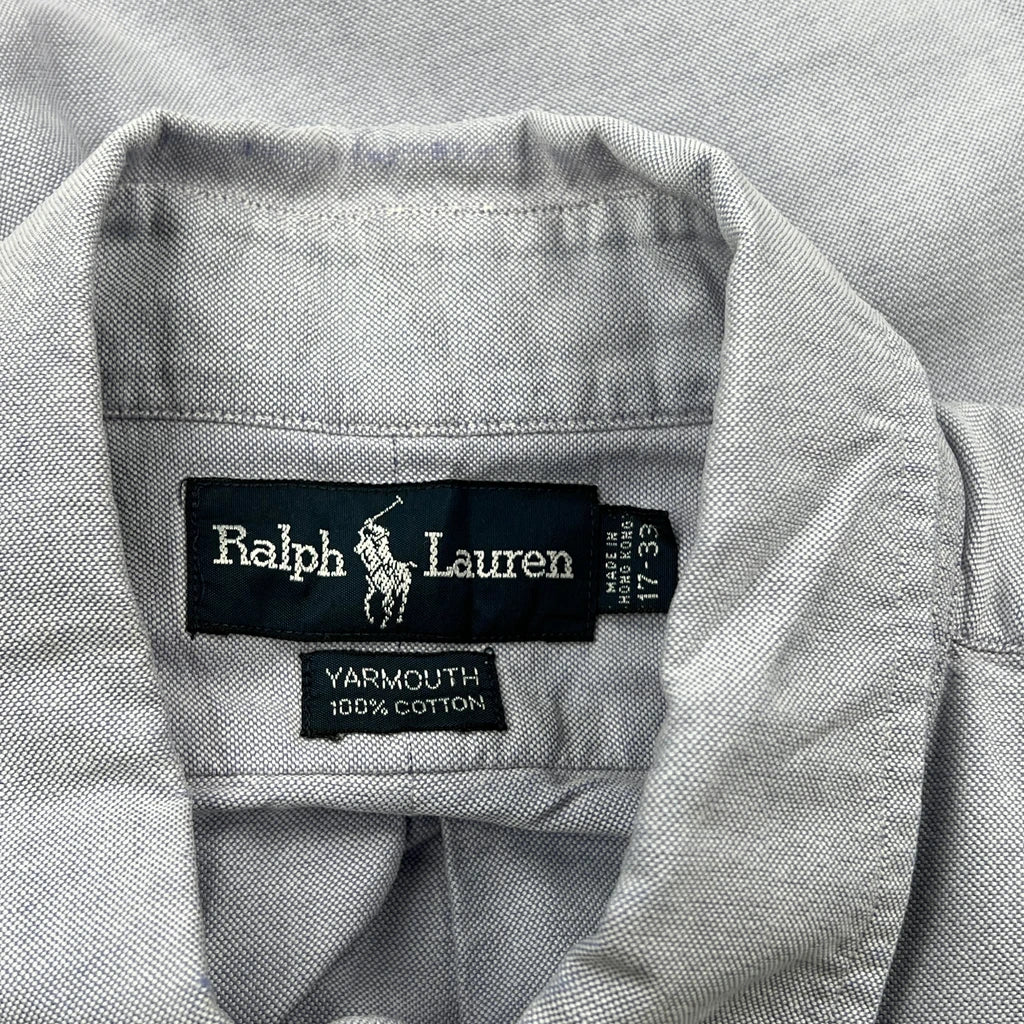 Ralph Lauren
MADE IN
HONG KONG
17-33
YARMOUTH
100% COTTON